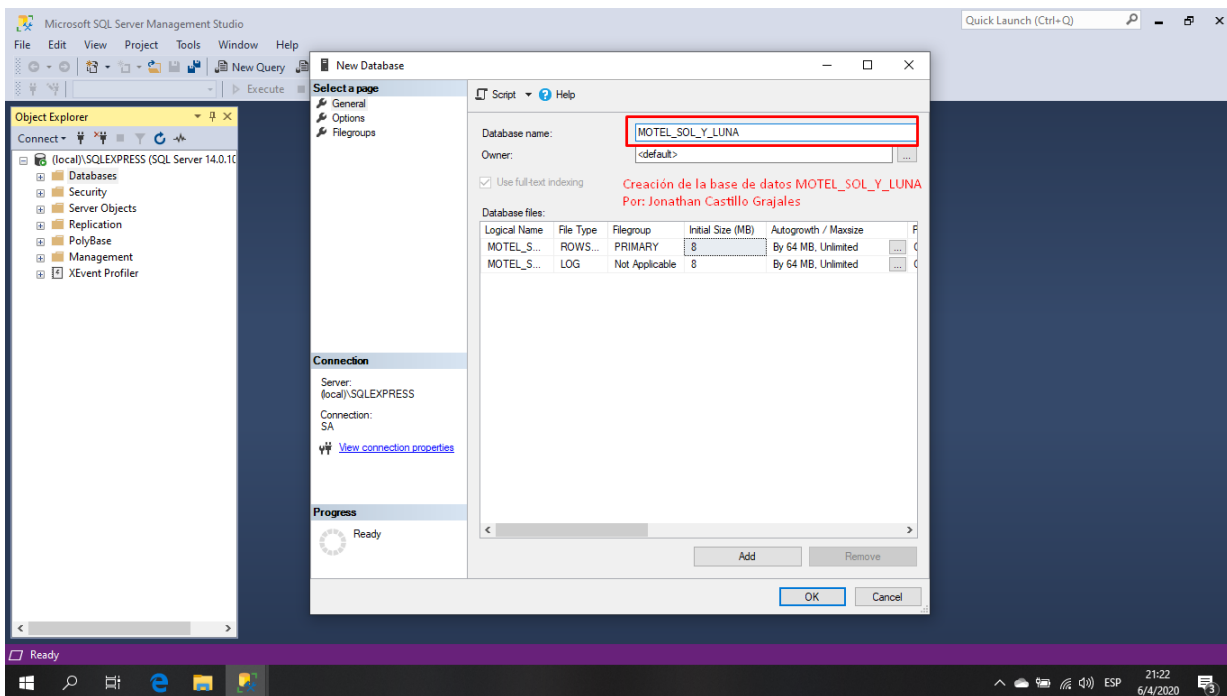 Microsoft SQL Server Management Studio
Quick Launch (Ctrl+Q)
File Edit View Project Tools Window Help
New Query
Execute
Object Explorer
Connect
(local)\SQLEXPRESS (SQL Server 14.0.10
Databases
Security
Server Objects
Replication
PolyBase
Management
XEvent Profiler
New Database
Select a page
General
Options
Filegroups
Connection
Server:
(local)\SQLEXPRESS
Connection:
SA
View connection properties
Progress
Ready
Script Help
Database name: MOTEL_SOL_Y_LUNA
Owner: <default> ...
Use full-text indexing
Creación de la base de datos MOTEL_SOL_Y_LUNA
Por: Jonathan Castillo Grajales
Database files:
Logical Name File Type Filegroup Initial Size (MB) Autogrowth / Maxsize
MOTEL_S... ROWS... PRIMARY 8 By 64 MB, Unlimited ...
MOTEL_S... LOG Not Applicable 8 By 64 MB, Unlimited ...
Add Remove
OK Cancel
Ready
ESP
21:22
6/4/2020
3